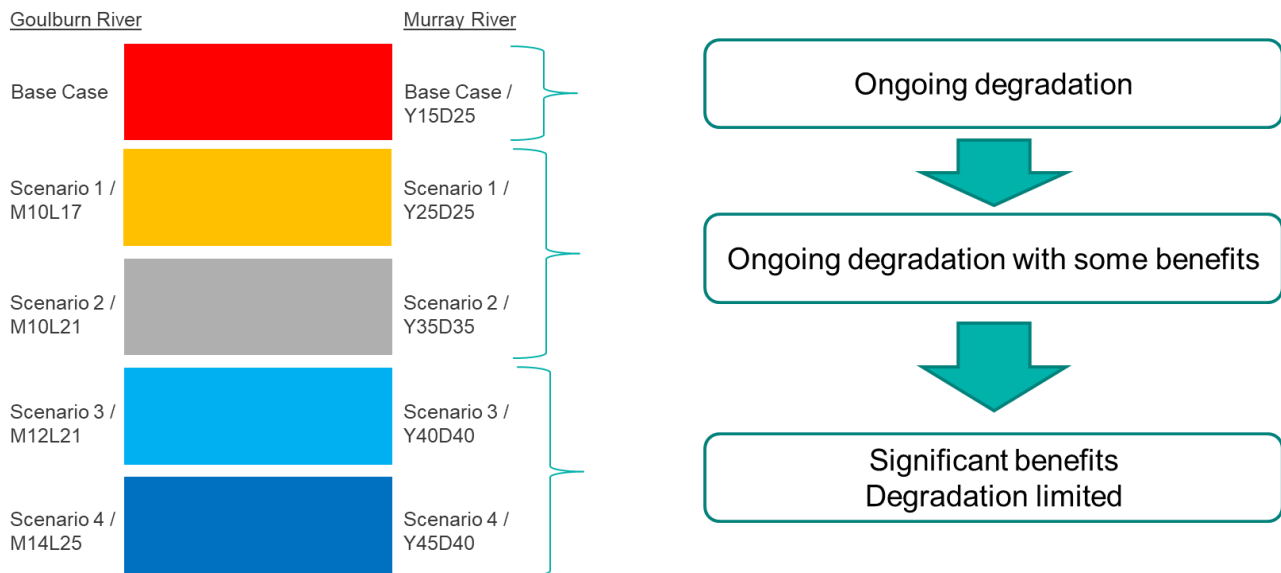 Goulburn River
Murray River
Base Case
Base Case /
Y15D25
Scenario 1 /
M10L17
Scenario 1 /
Y25D25
Scenario 2 /
M10L21
Scenario 2 /
Y35D35
Scenario 3 /
M12L21
Scenario 3 /
Y40D40
Scenario 4 /
M14L25
Scenario 4 /
Y45D40
Ongoing degradation
Ongoing degradation with some benefits
Significant benefits
Degradation limited